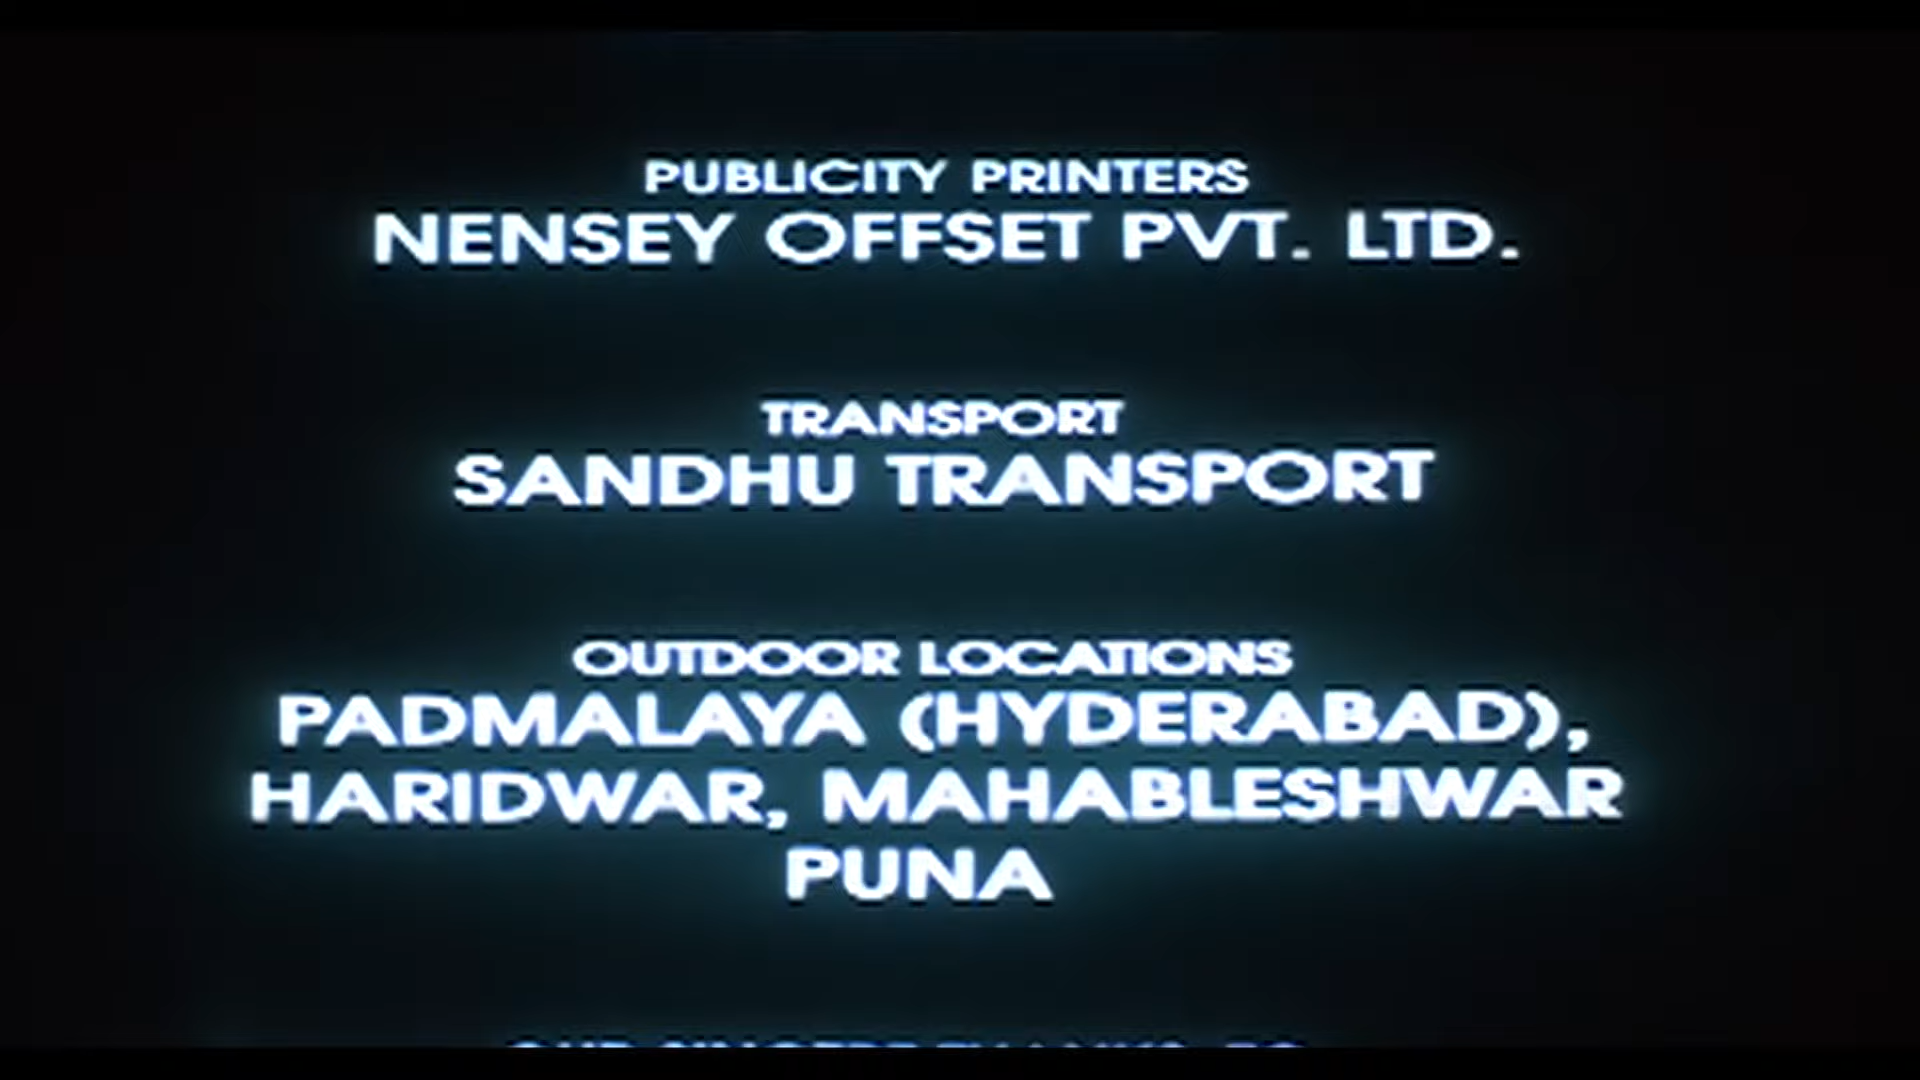 PUBLICITY PRINTERS
NENSEY OFFSET PVT. LTD.
TRANSPORT
SANDHU TRANSPORT
OUTDOOR LOCATIONS
PADMALAYA (HYDERABAD),
HARIDWAR, MAHABLESHWAR
PUNA